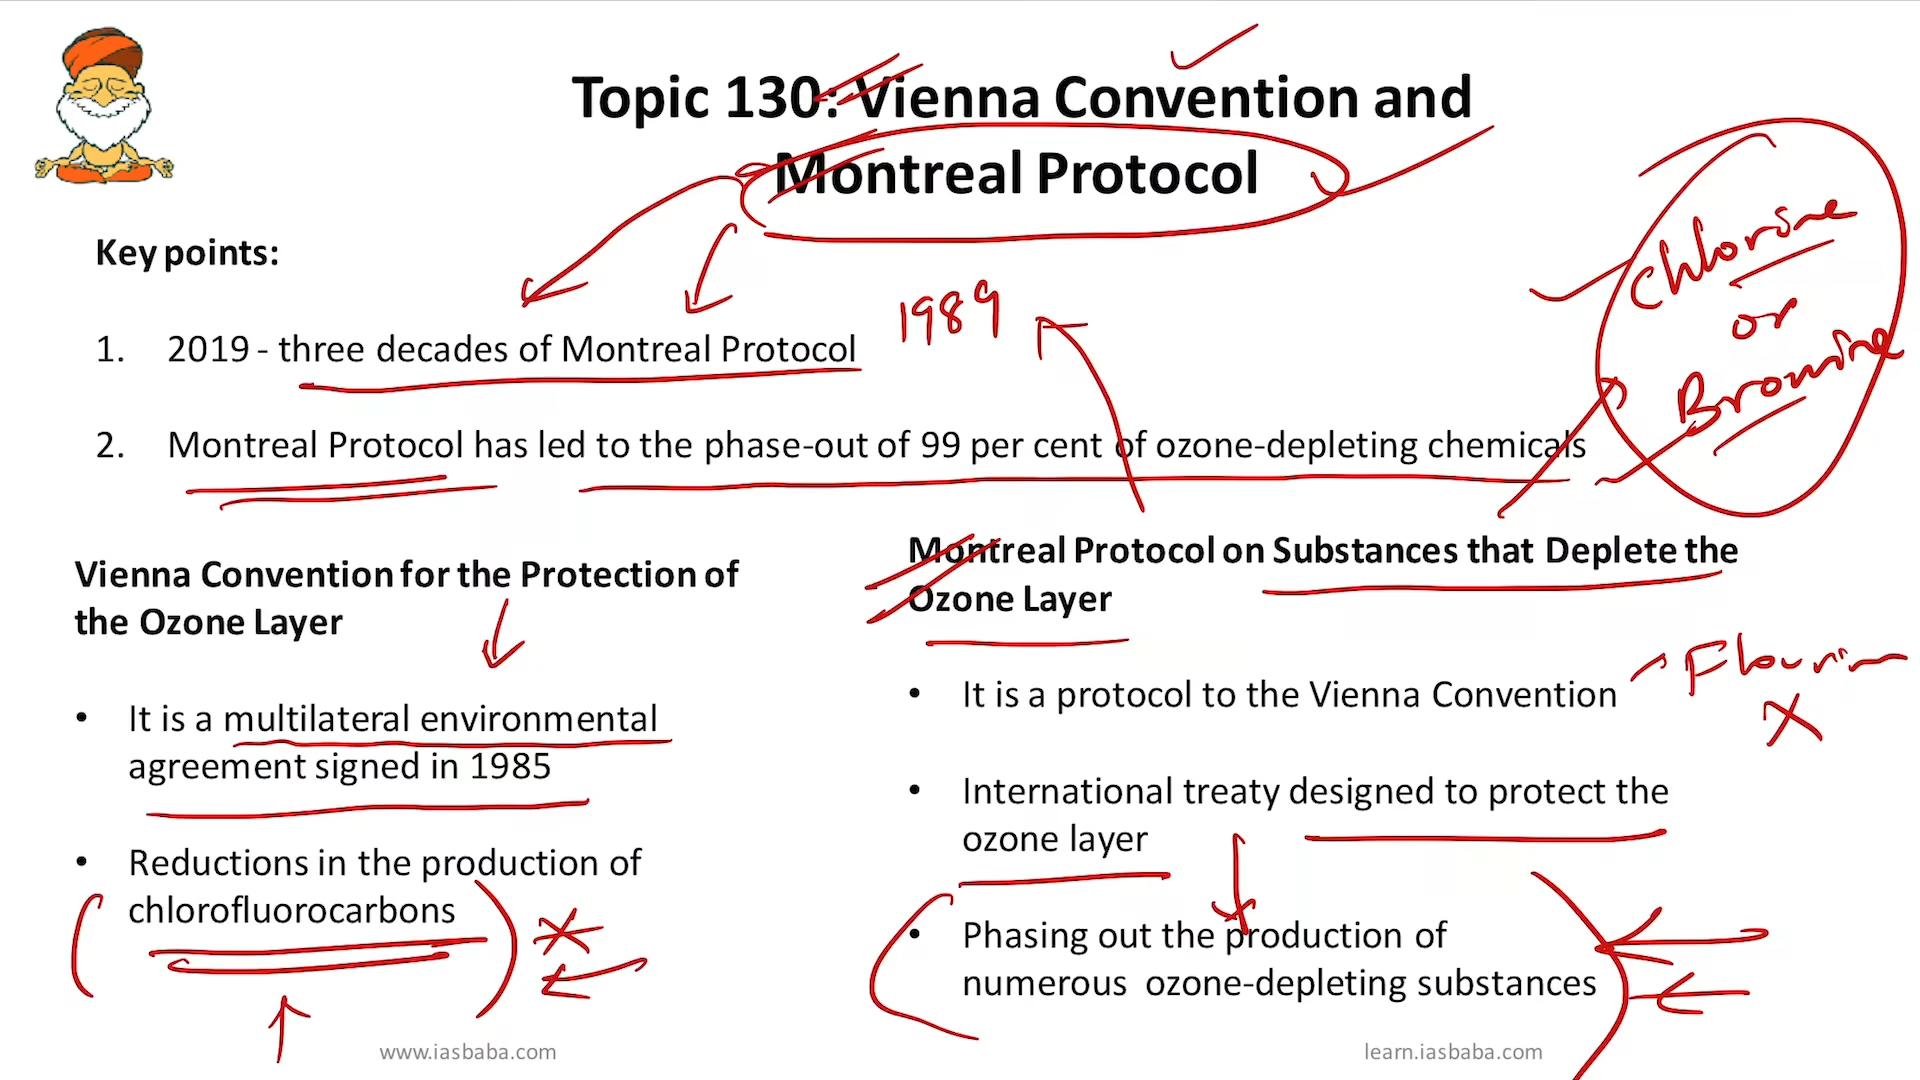 Topic 130: Vienna Convention and
Montreal Protocol
Key points:
1. 2019 - three decades of Montreal Protocol
1989
Chlorine
or
Bromine
2. Montreal Protocol has led to the phase-out of 99 per cent of ozone-depleting chemicals
Vienna Convention for the Protection of
the Ozone Layer
• It is a multilateral environmental
agreement signed in 1985
• Reductions in the production of
chlorofluorocarbons
Montreal Protocol on Substances that Deplete the
Ozone Layer
• It is a protocol to the Vienna Convention
• International treaty designed to protect the
ozone layer
• Phasing out the production of
numerous ozone-depleting substances
www.iasbaba.com
learn.iasbaba.com